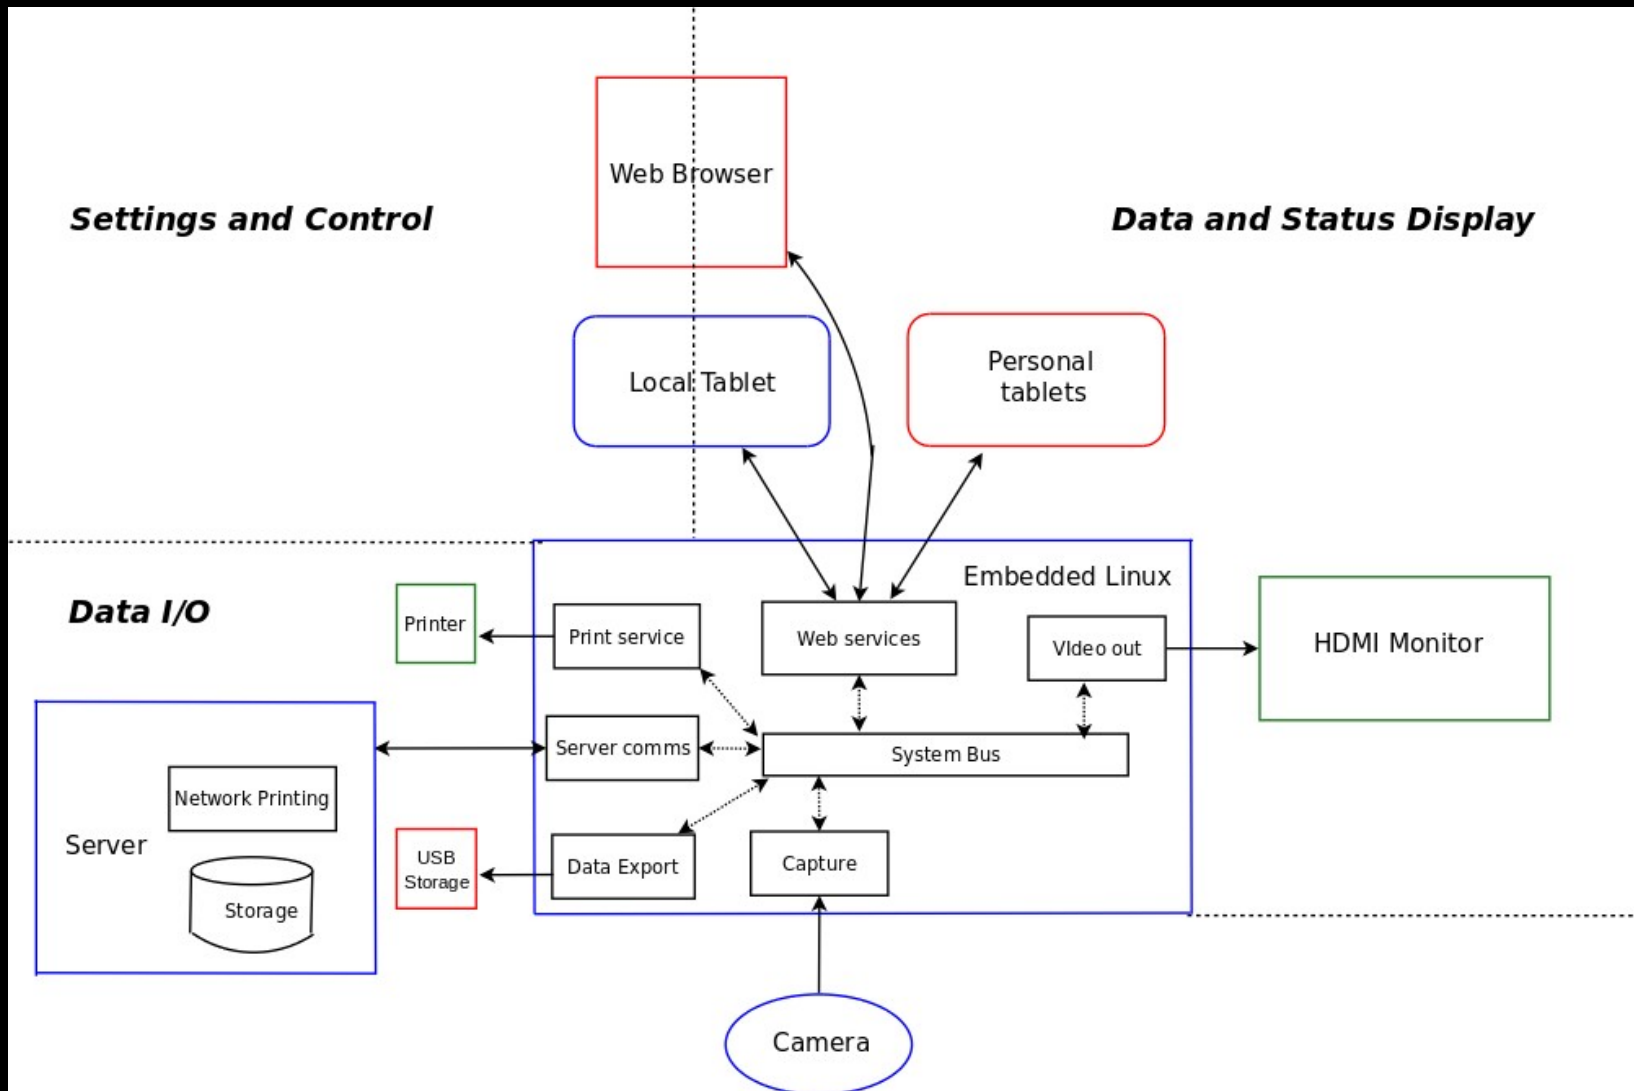 Web Browser
Settings and Control
Data and Status Display
Local Tablet
Personal
tablets
Embedded Linux
Data I/O
Printer
Print service
Web services
VIdeo out
HDMI Monitor
Server comms
System Bus
Network Printing
Server
Storage
USB
Storage
Data Export
Capture
Camera